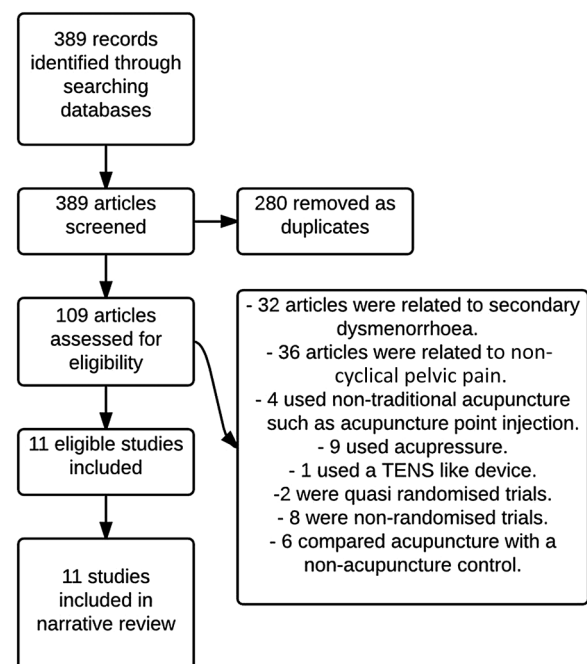 389 records
identified through
searching
databases
389 articles
screened
280 removed as
duplicates
109 articles
assessed for
eligibility
- 32 articles were related to secondary
dysmenorrhoea.
- 36 articles were related to non-
cyclical pelvic pain.
- 4 used non-traditional acupuncture
such as acupuncture point injection.
- 9 used acupressure.
- 1 used a TENS like device.
-2 were quasi randomised trials.
- 8 were non-randomised trials.
- 6 compared acupuncture with a
non-acupuncture control.
11 eligible studies
included
11 studies
included in
narrative review